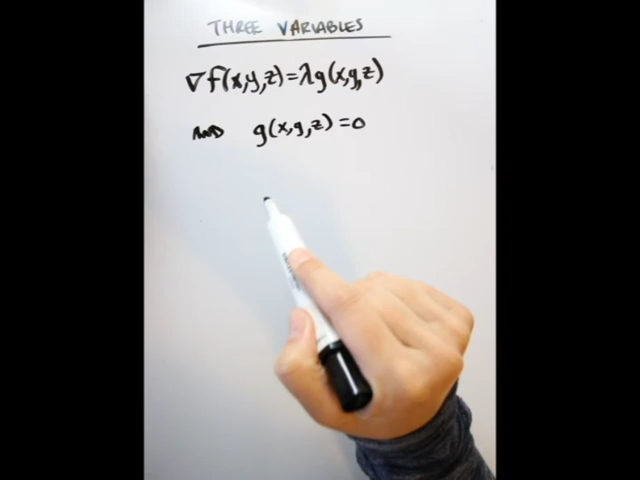 THREE VARIABLES
∇f(x,y,z)=λg(x,y,z)
AND g(x,y,z)=0